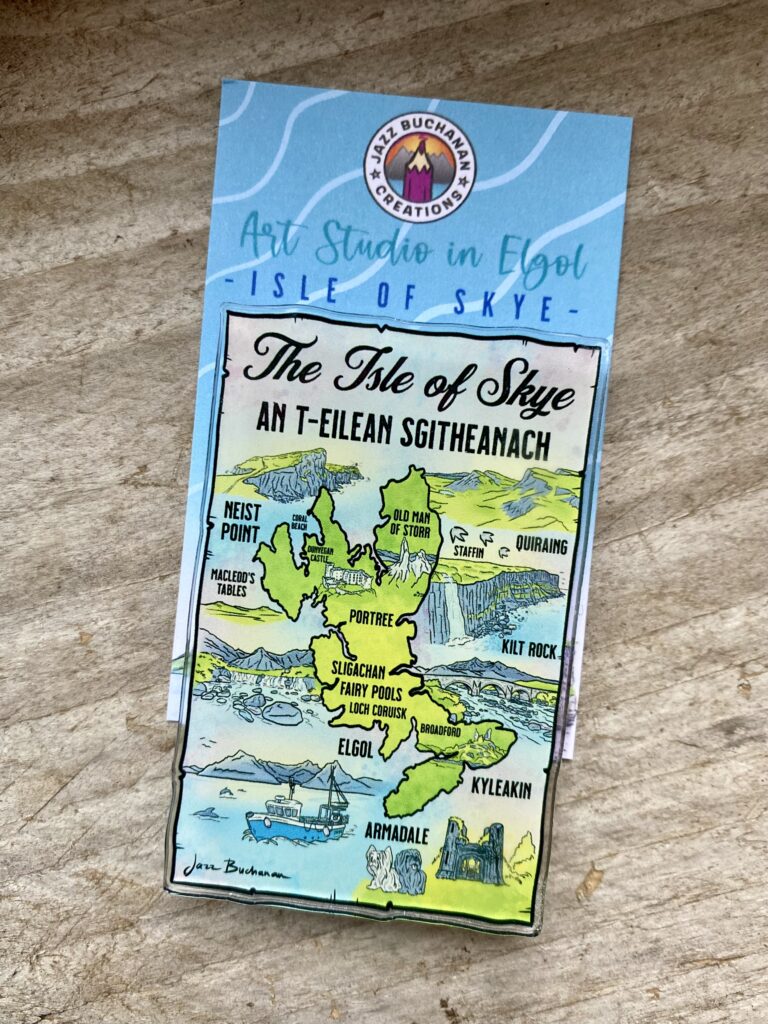 JAZZ BUCHANAN
CREATIONS
Art Studio in Elgol
-ISLE OF SKYE-
The Isle of Skye
AN T-EILEAN SGITHEANACH
NEIST
POINT
CORAL
BEACH
OLD MAN
OF STORR
STAFFIN
QUIRAING
DUNVEGAN
CASTLE
MACLEOD'S
TABLES
PORTREE
KILT ROCK
SLIGACHAN
FAIRY POOLS
LOCH CORUISK
BROADFORD
ELGOL
KYLEAKIN
ARMADALE
Jazz Buchanan